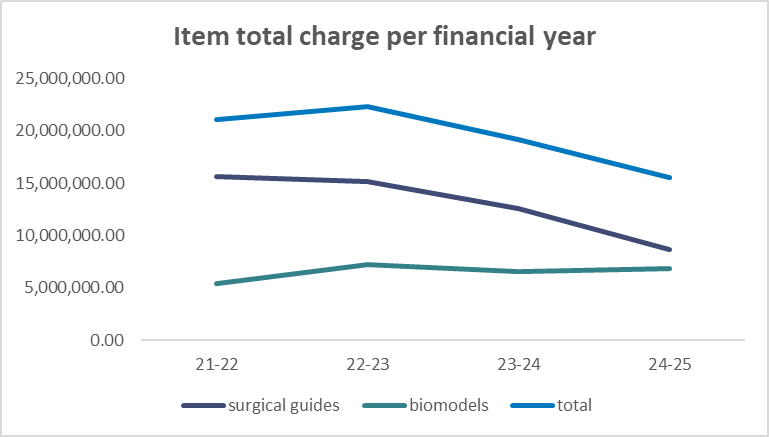 Item total charge per financial year
25,000,000.00
20,000,000.00
15,000,000.00
10,000,000.00
5,000,000.00
0.00
21-22 22-23 23-24 24-25
surgical guides biomodels total